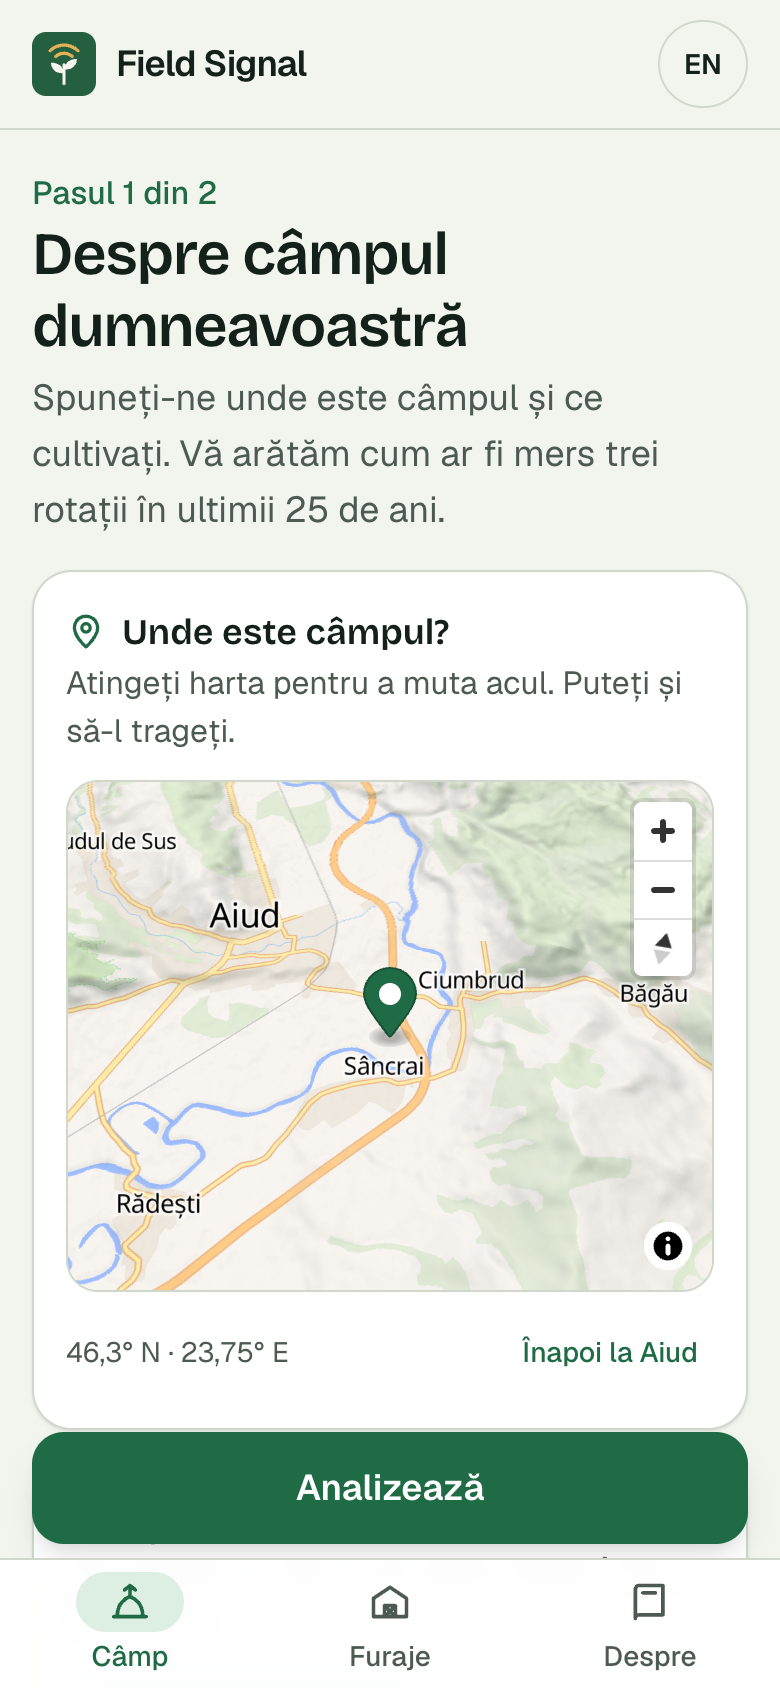 Field Signal
EN
Pasul 1 din 2
Despre câmpul
dumneavoastră
Spuneți-ne unde este câmpul și ce
cultivați. Vă arătăm cum ar fi mers trei
rotații în ultimii 25 de ani.
Unde este câmpul?
Atingeți harta pentru a muta acul. Puteți și
să-l trageți.
udul de Sus
Aiud
Ciumbrud
Băgău
Sâncrai
Rădești
46,3° N · 23,75° E
Înapoi la Aiud
Analizează
Câmp
Furaje
Despre